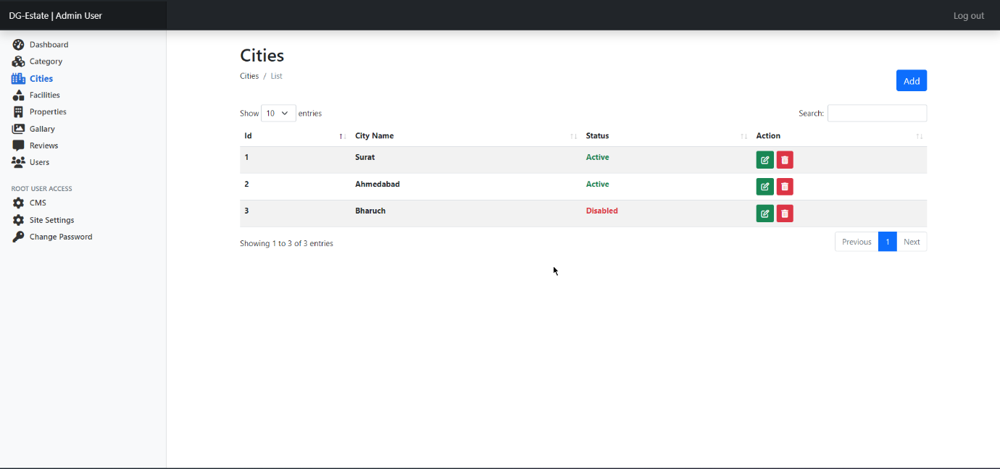 DG-Estate | Admin User
Log out
Dashboard
Category
Cities
Facilities
Properties
Gallary
Reviews
Users
ROOT USER ACCESS
CMS
Site Settings
Change Password
Cities
Cities / List
Add
Show 10 entries
Search:
Id City Name Status Action
1 Surat Active
2 Ahmedabad Active
3 Bharuch Disabled
Showing 1 to 3 of 3 entries
Previous 1 Next